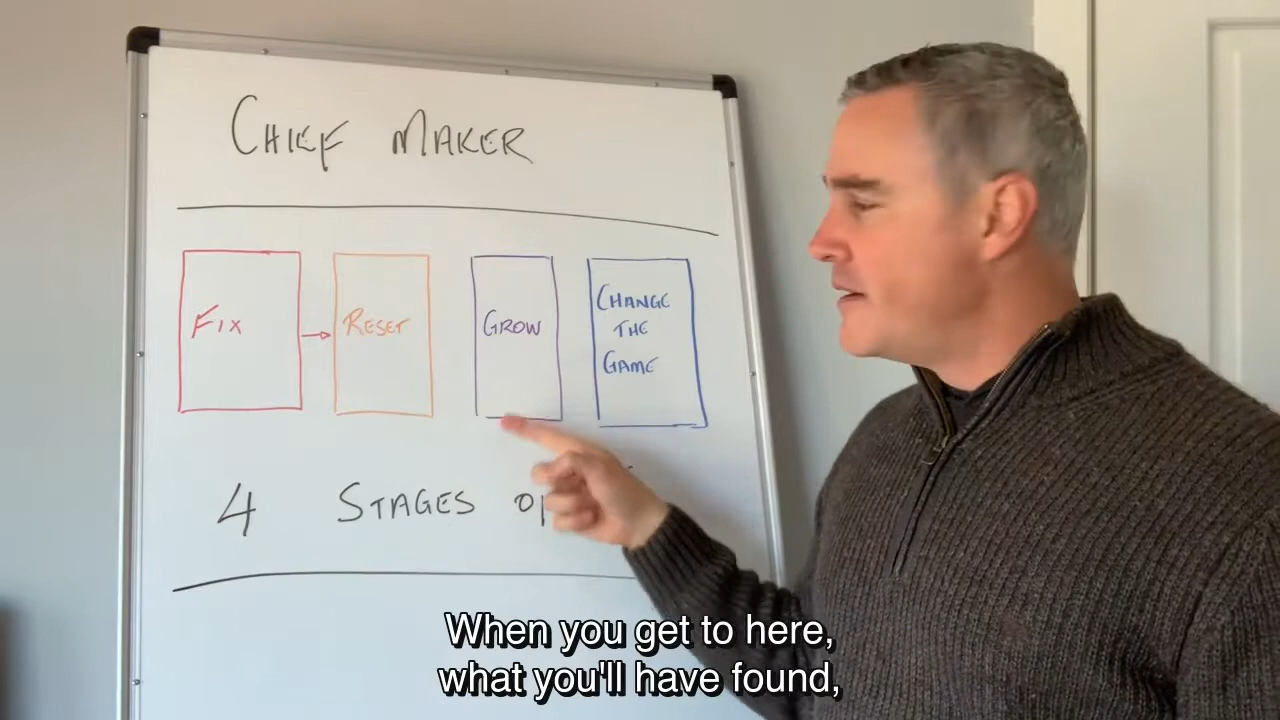 CHIEF MAKER
FIX
RESET
GROW
CHANGE
THE
GAME
4 STAGES
When you get to here,
what you'll have found,